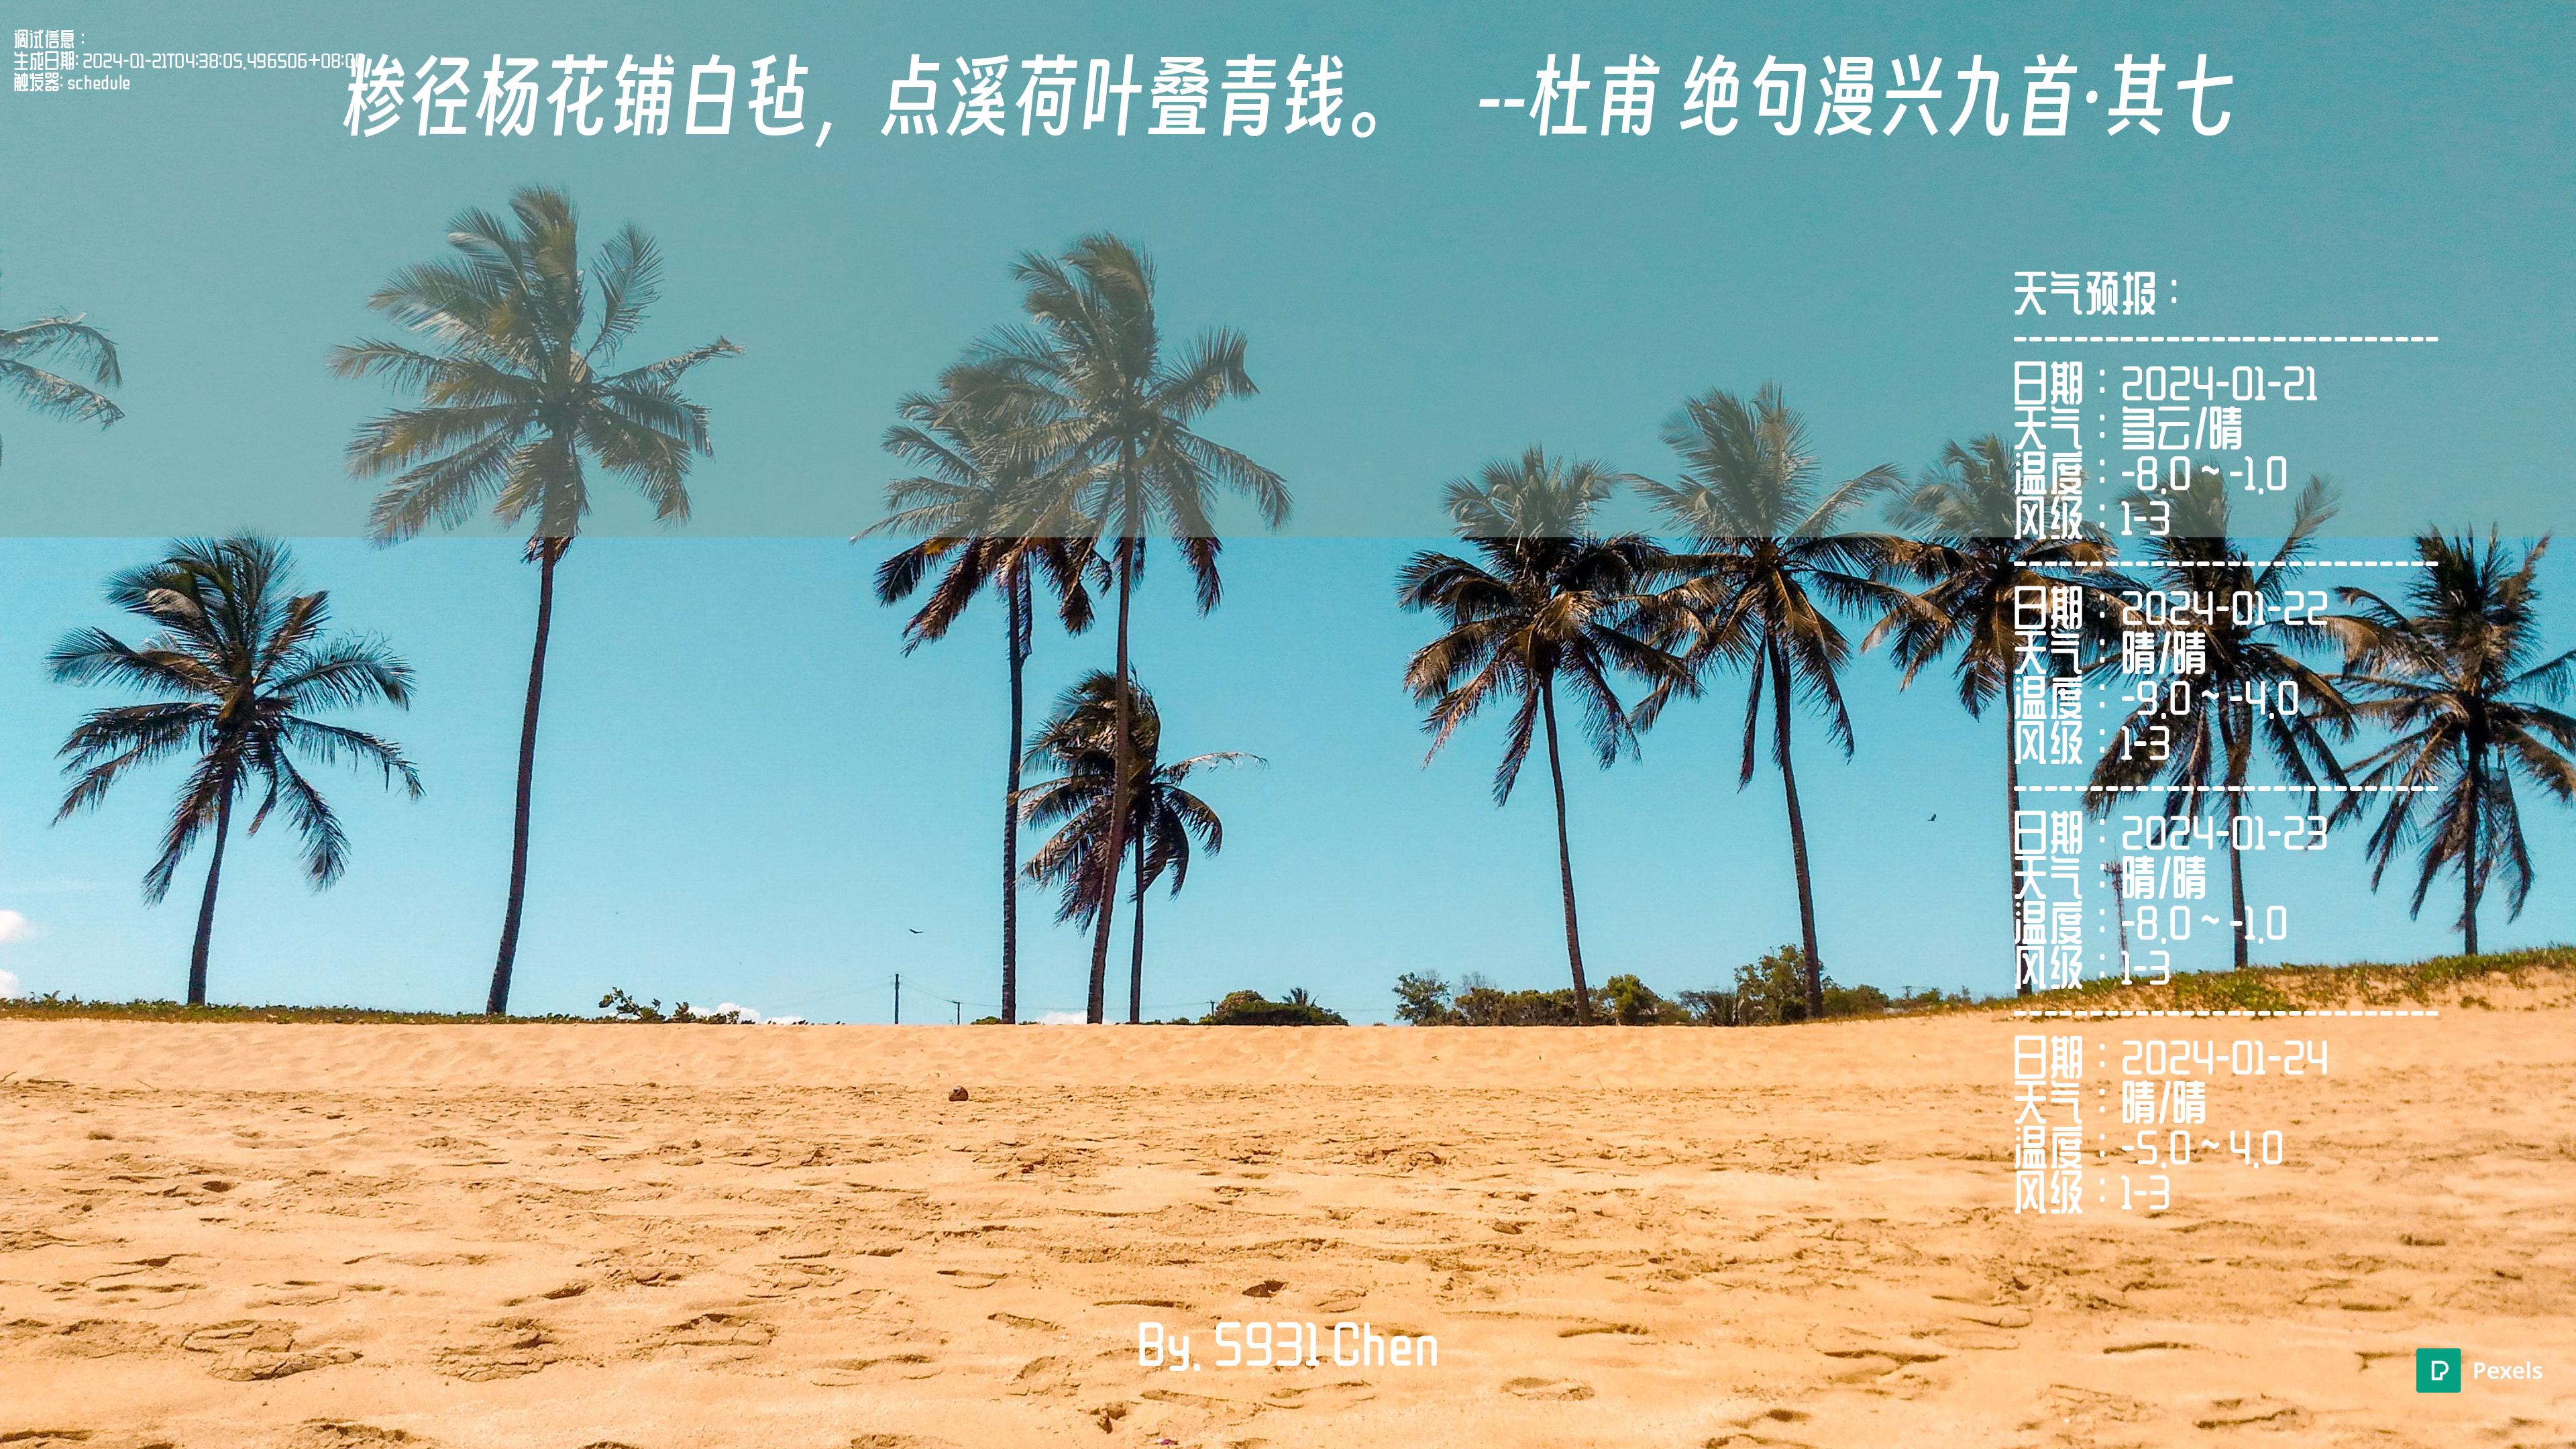 调试信息：
生成日期: 2024-01-21T04:38:05.496506+08:00
触发器: schedule
糁径杨花铺白毡，点溪荷叶叠青钱。 --杜甫 绝句漫兴九首·其七
天气预报：
----------------------------
日期：2024-01-21
天气：多云/晴
温度：-8.0 ~ -1.0
风级：1-3
----------------------------
日期：2024-01-22
天气：晴/晴
温度：-9.0 ~ -4.0
风级：1-3
----------------------------
日期：2024-01-23
天气：晴/晴
温度：-8.0 ~ -1.0
风级：1-3
----------------------------
日期：2024-01-24
天气：晴/晴
温度：-5.0 ~ 4.0
风级：1-3
By. S931 Chen
Pexels